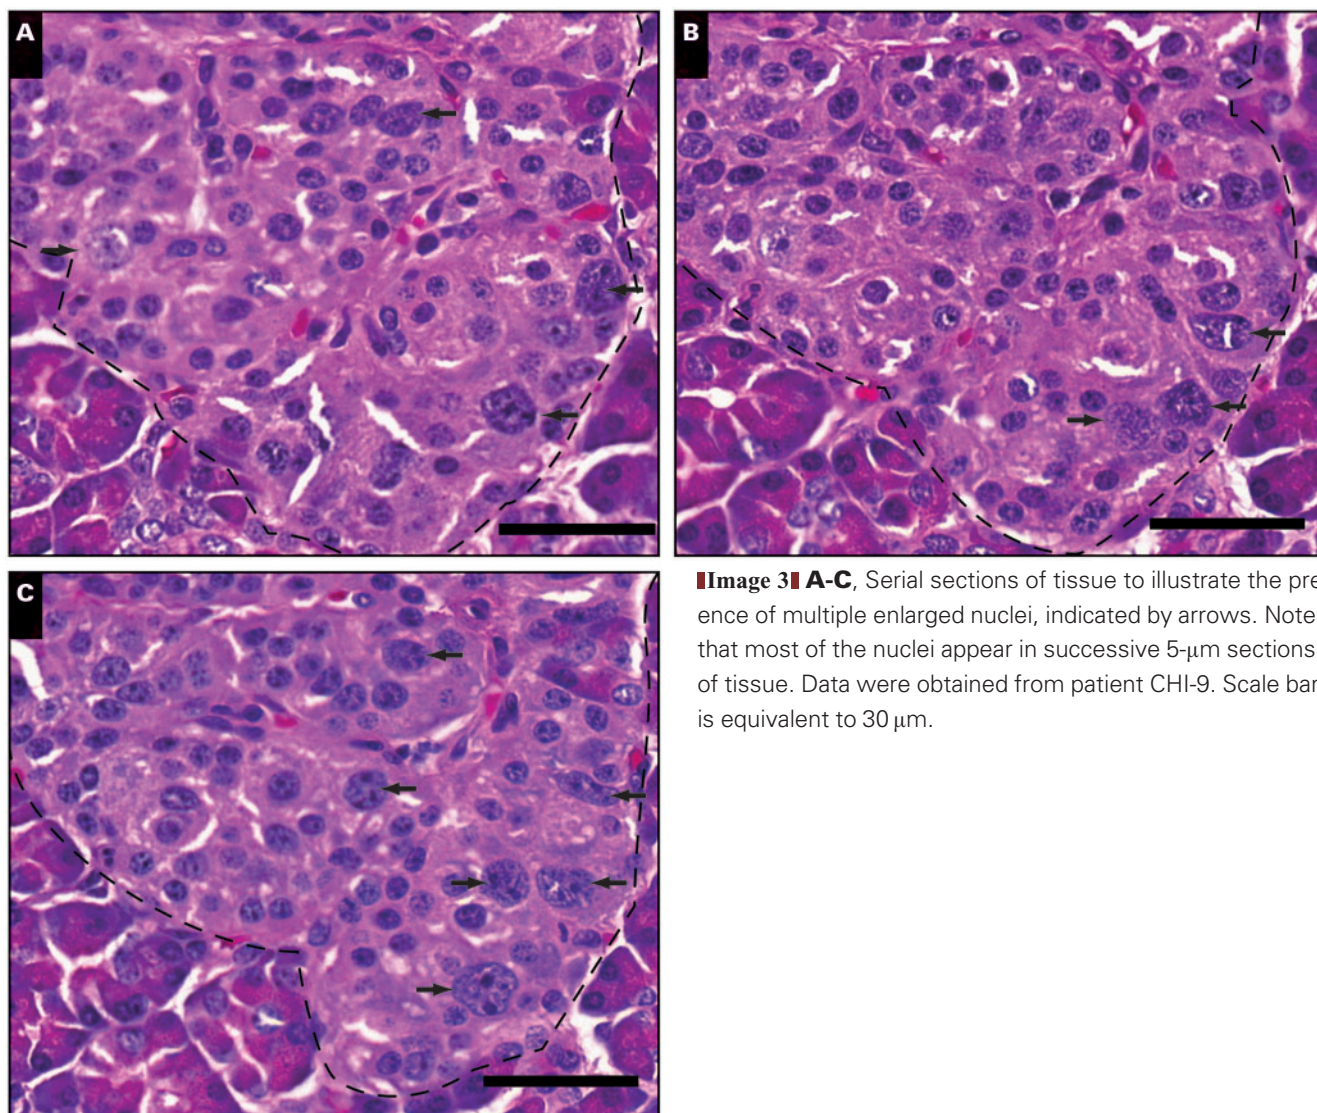 A
B
C
Image 3 A-C, Serial sections of tissue to illustrate the pre
ence of multiple enlarged nuclei, indicated by arrows. Note
that most of the nuclei appear in successive 5-μm sections
of tissue. Data were obtained from patient CHI-9. Scale bar
is equivalent to 30 μm.